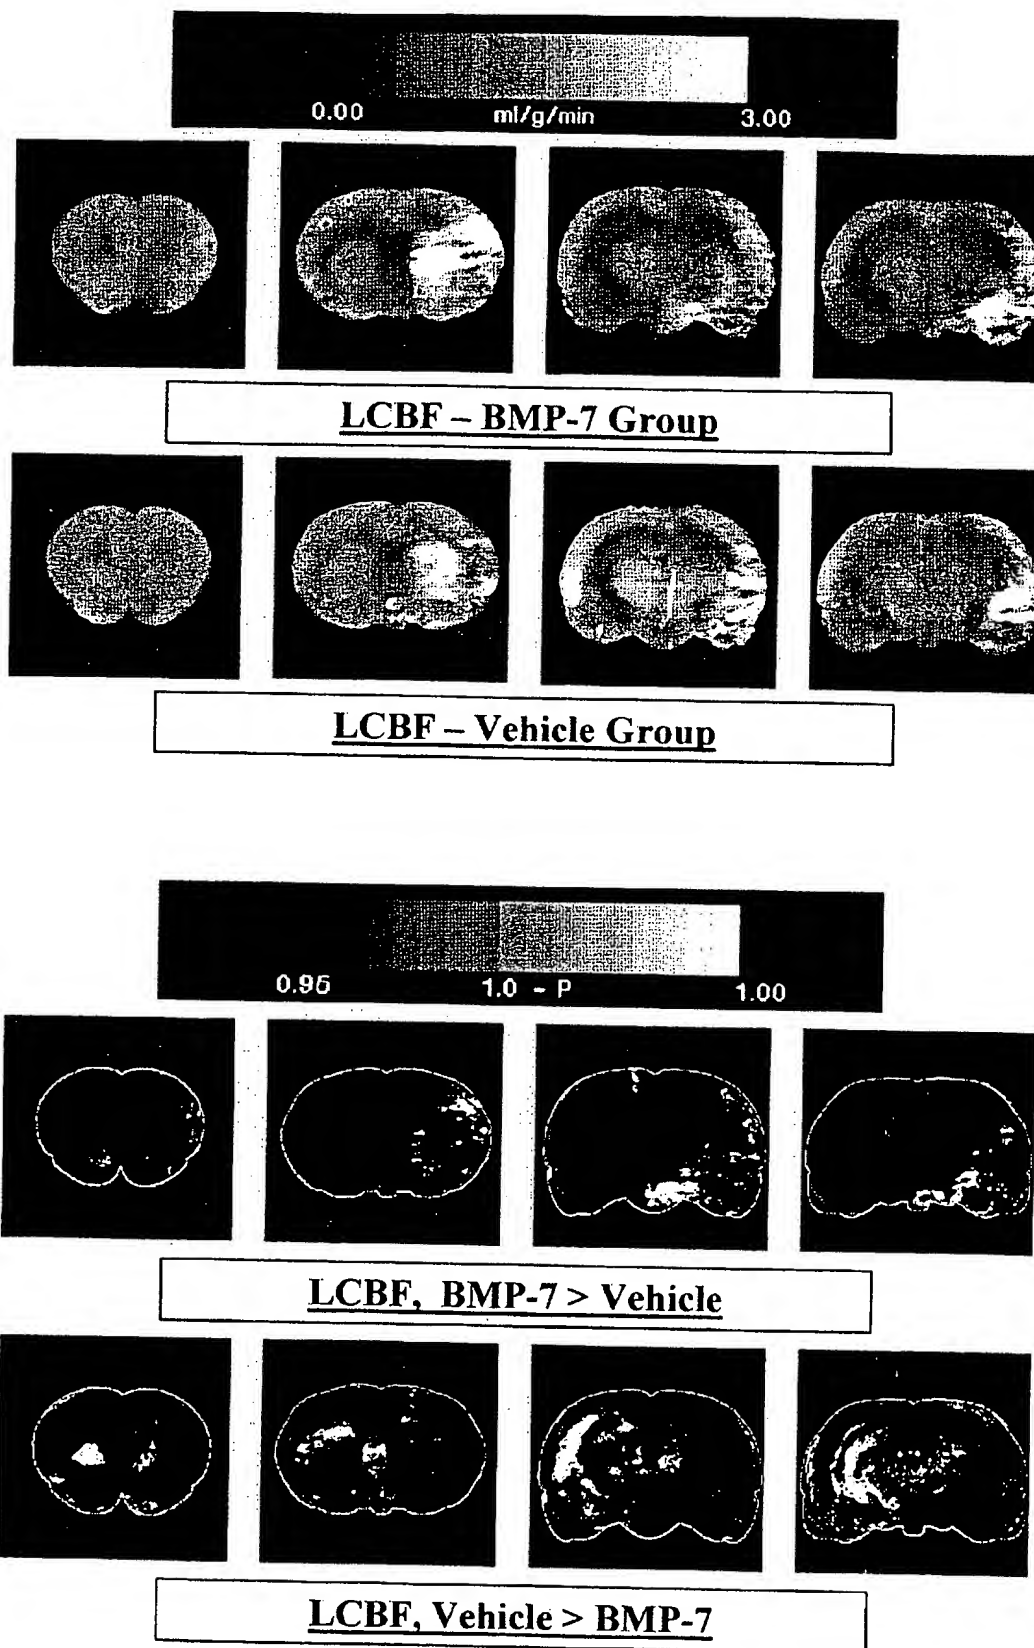 0.00 ml/g/min 3.00
LCBF – BMP-7 Group
LCBF – Vehicle Group
0.95 1.0 - P 1.00
LCBF, BMP-7 > Vehicle
LCBF, Vehicle > BMP-7